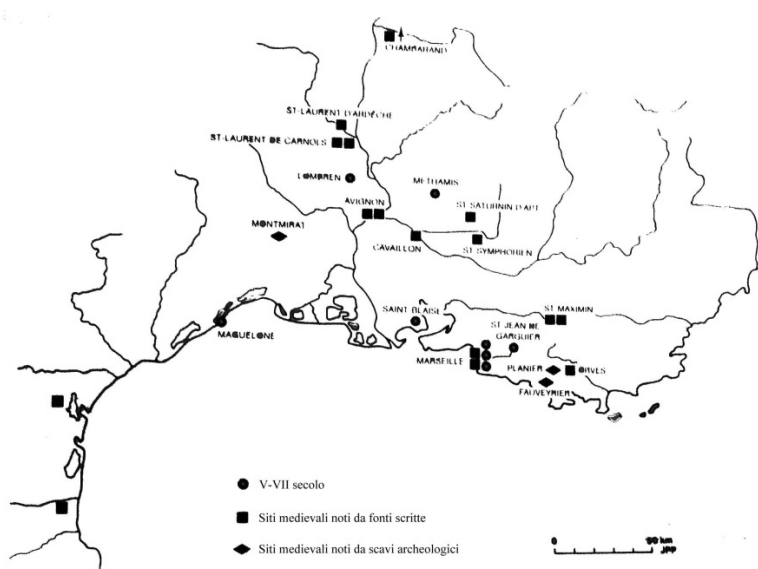 CHAMBARAND
ST-LAURENT D'ARDÈCHE
ST-LAURENT DE CARNOLS
LOMBREN
METHAMIS
AVIGNON
ST SATURNIN D'APT
MONTMIRAT
CAVAILLON
ST SYMPHORIEN
SAINT BLAISE
ST MAXIMIN
MAGUELONE
ST JEAN DE
GARGUIER
MARSEILLE
PLANIER
ORVES
FAUVEYRIER
V-VII secolo
Siti medievali noti da fonti scritte
Siti medievali noti da scavi archeologici
0
50 km
JPP